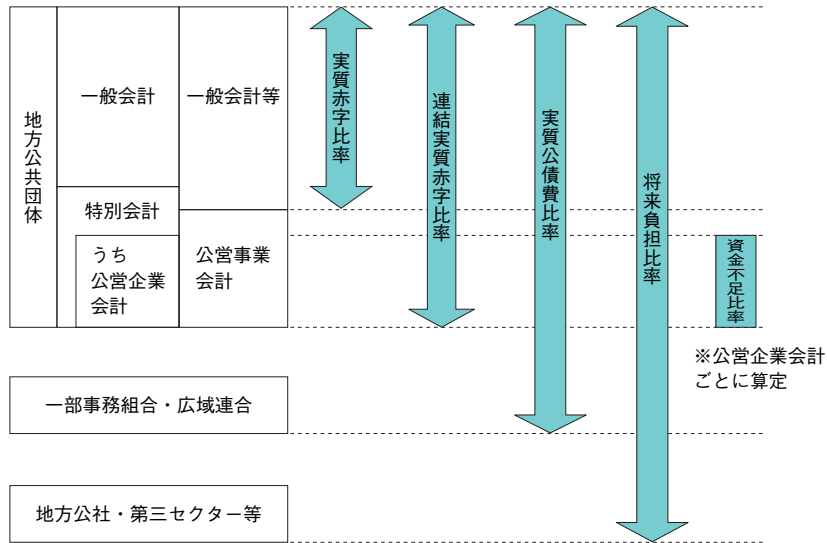 地方公共団体
一般会計
一般会計等
特別会計
うち
公営企業
会計
公営事業
会計
実質赤字比率
連結実質赤字比率
実質公債費比率
将来負担比率
資金不足比率
※公営企業会計
ごとに算定
一部事務組合・広域連合
地方公社・第三セクター等